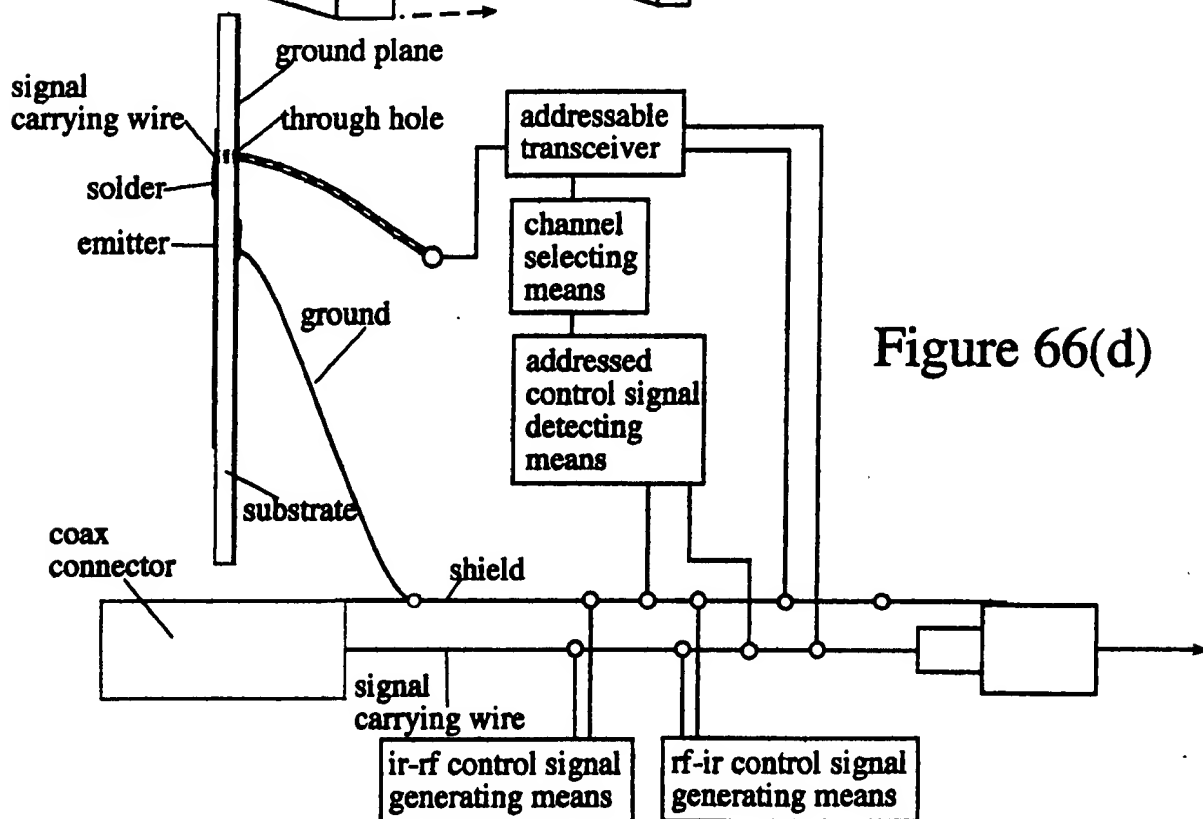 ground plane
signal
carrying wire
through hole
solder
emitter
addressable
transceiver
channel
selecting
means
ground
addressed
control signal
detecting
means
Figure 66(d)
substrate
coax
connector
shield
signal
carrying wire
ir-rf control signal
generating means
rf-ir control signal
generating means